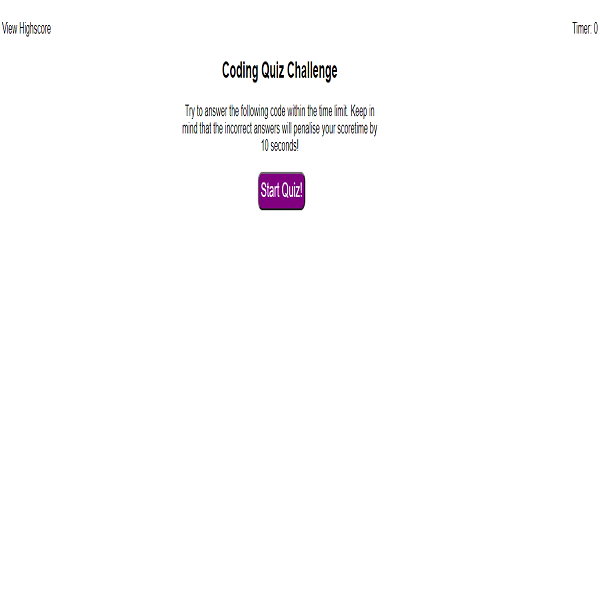 View Highscore
Timer: 0
Coding Quiz Challenge
Try to answer the following code within the time limit. Keep in
mind that the incorrect answers will penalise your scoretime by
10 seconds!
Start Quiz!